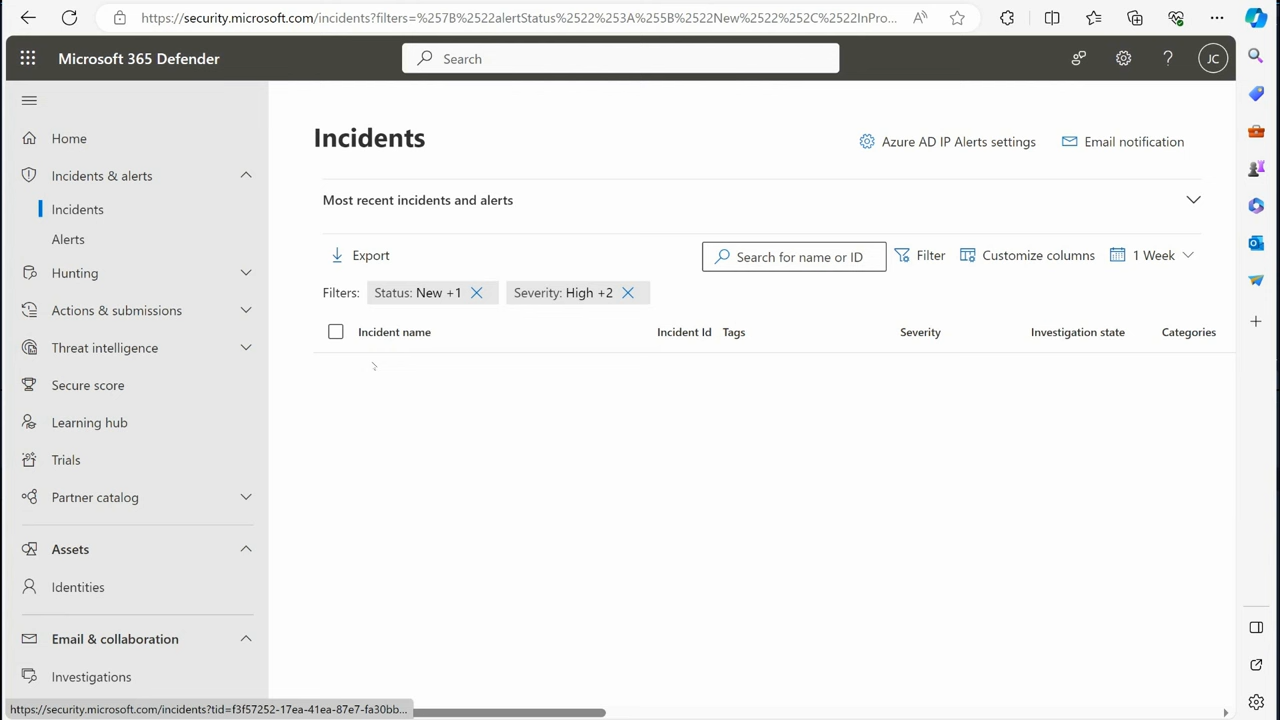 https://security.microsoft.com/incidents?filters=%257B%2522alertStatus%2522%253A%255B%2522New%2522%252C%2522InPro...
Microsoft 365 Defender
Search
JC
Home
Incidents & alerts
Incidents
Alerts
Hunting
Actions & submissions
Threat intelligence
Secure score
Learning hub
Trials
Partner catalog
Assets
Identities
Email & collaboration
Investigations
Incidents
Azure AD IP Alerts settings
Email notification
Most recent incidents and alerts
Export
Search for name or ID
Filter
Customize columns
1 Week
Filters:
Status: New +1
Severity: High +2
Incident name
Incident Id
Tags
Severity
Investigation state
Categories
https://security.microsoft.com/incidents?tid=f3f57252-17ea-41ea-87e7-fa30bb...